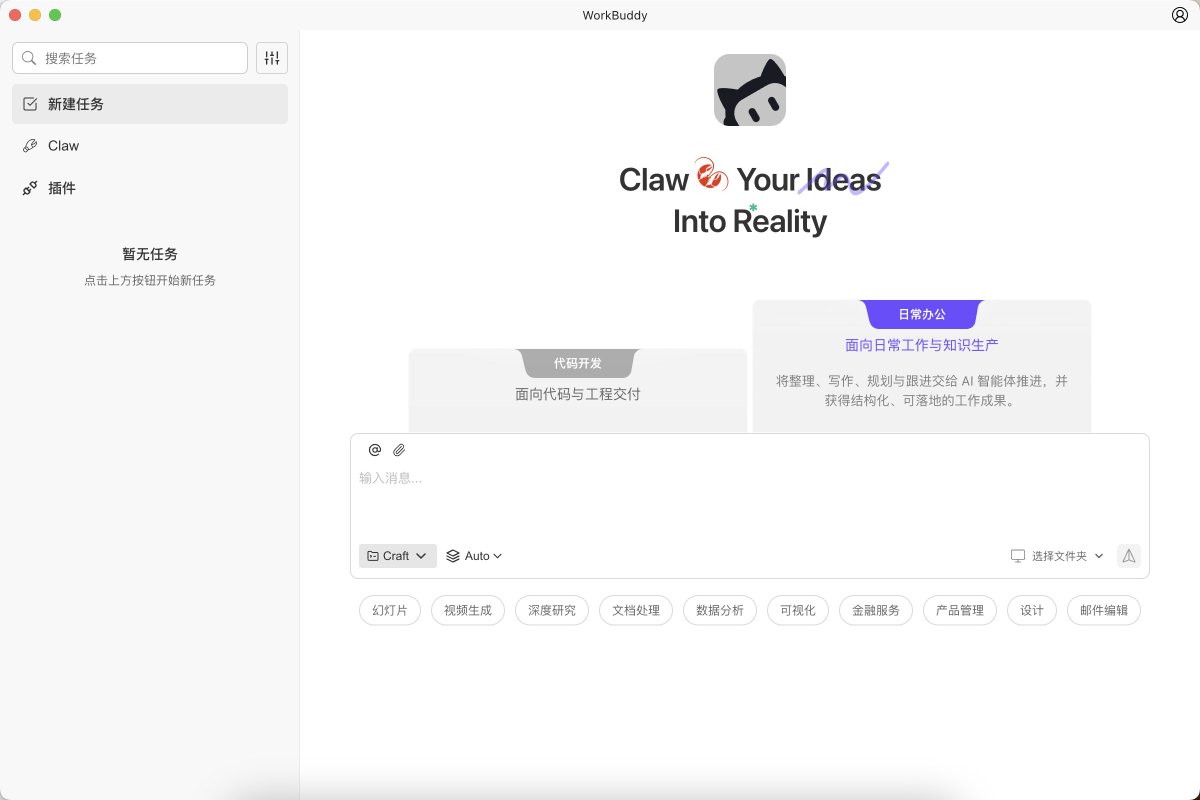 WorkBuddy
搜索任务
新建任务
Claw
插件
暂无任务
点击上方按钮开始新任务
Claw Your Ideas
Into Reality
代码开发
面向代码与工程交付
日常办公
面向日常工作与知识生产
将整理、写作、规划与跟进交给 AI 智能体推进，并
获得结构化、可落地的工作成果。
输入消息...
Craft
Auto
选择文件夹
幻灯片
视频生成
深度研究
文档处理
数据分析
可视化
金融服务
产品管理
设计
邮件编辑